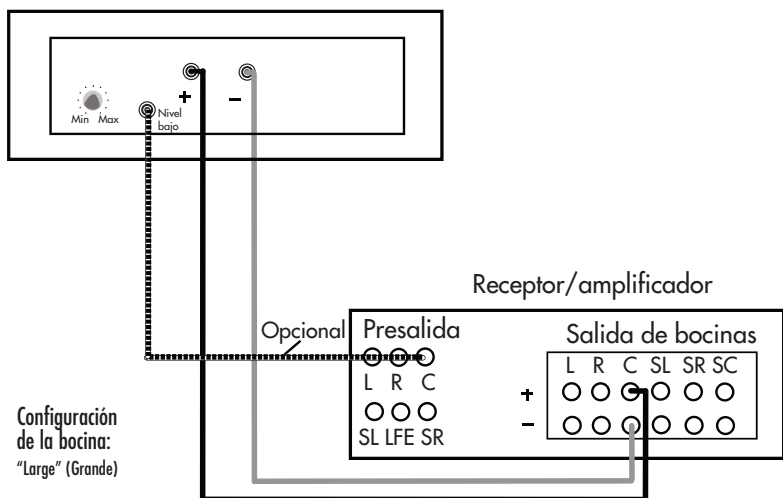 + −
Min Max
Nivel
bajo
Receptor/amplificador
Opcional
Presalida
L R C
SL LFE SR
Salida de bocinas
L R C SL SR SC
+
−
Configuración
de la bocina:
"Large" (Grande)